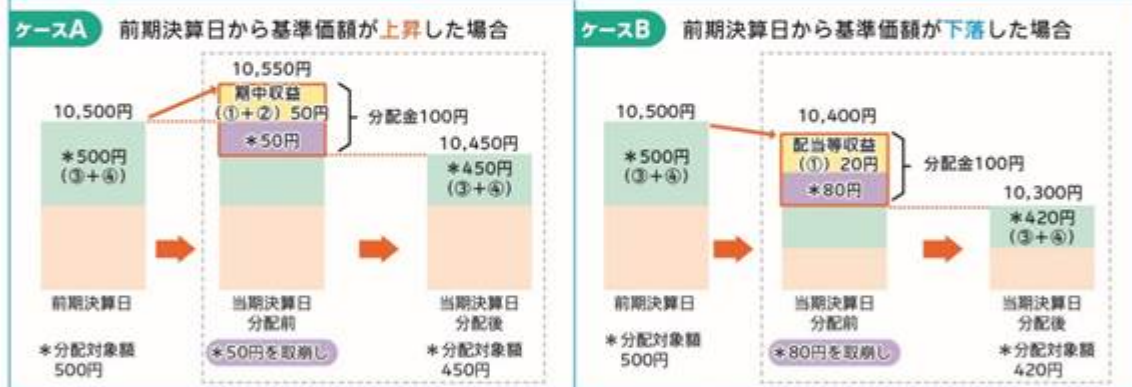 ケースA 前期決算日から基準価額が上昇した場合
10,550円
10,500円
期中収益
(①+②) 50円
*50円
分配金100円
10,450円
*500円
(③+④)
*450円
(③+④)
前期決算日
当期決算日
分配前
当期決算日
分配後
*分配対象額
500円
*50円を取崩し
*分配対象額
450円
ケースB 前期決算日から基準価額が下落した場合
10,500円
10,400円
配当等収益
(①) 20円
*80円
分配金100円
*500円
(③+④)
10,300円
*420円
(③+④)
前期決算日
当期決算日
分配前
当期決算日
分配後
*分配対象額
500円
*80円を取崩し
*分配対象額
420円